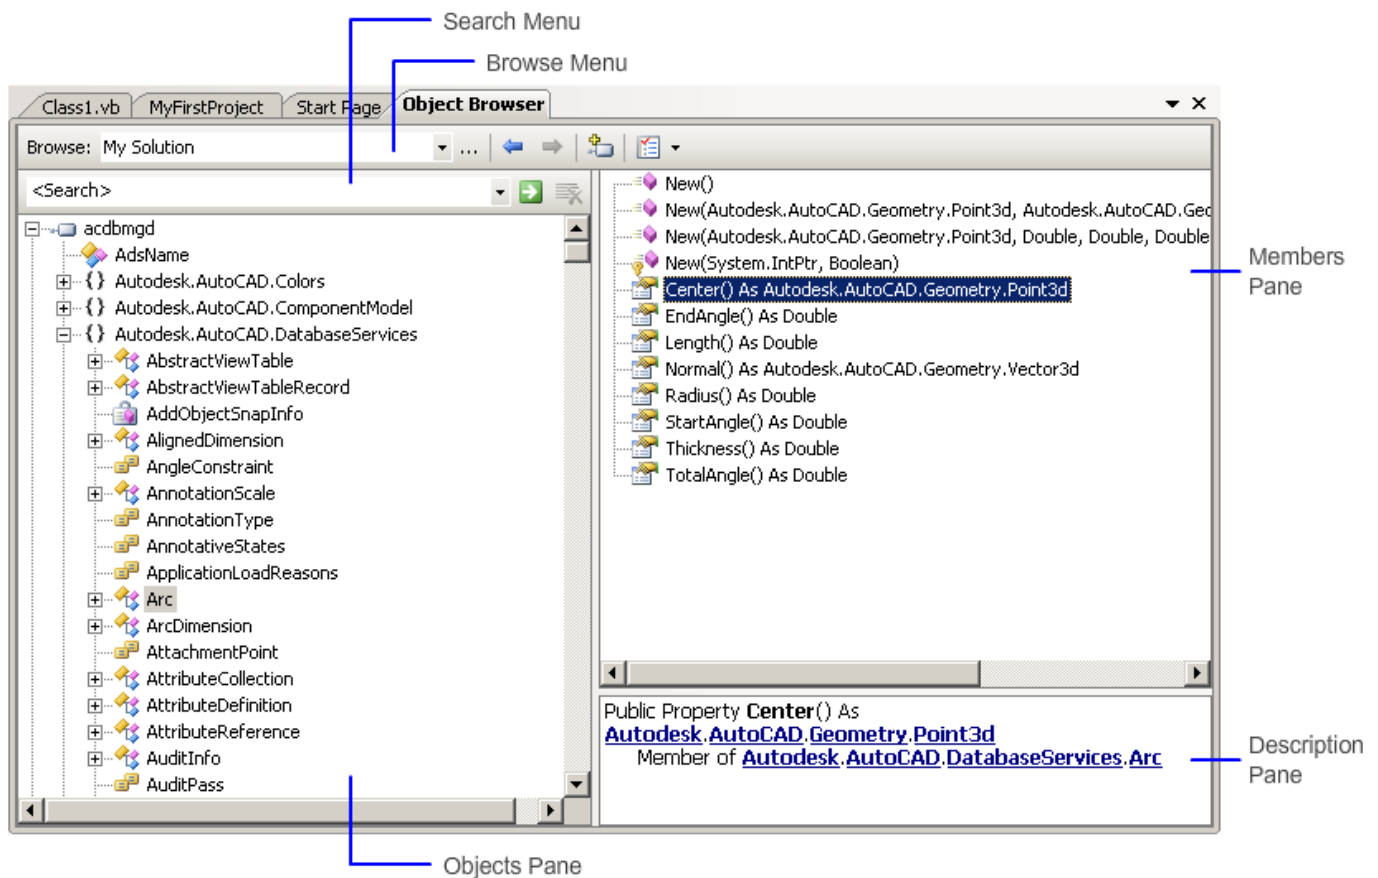 Search Menu
Browse Menu
Class1.vb MyFirstProject Start Page Object Browser
Browse: My Solution
...
<Search>
acdbmgd
AdsName
{} Autodesk.AutoCAD.Colors
{} Autodesk.AutoCAD.ComponentModel
{} Autodesk.AutoCAD.DatabaseServices
AbstractViewTable
AbstractViewTableRecord
AddObjectSnapInfo
AlignedDimension
AngleConstraint
AnnotationScale
AnnotationType
AnnotativeStates
ApplicationLoadReasons
Arc
ArcDimension
AttachmentPoint
AttributeCollection
AttributeDefinition
AttributeReference
AuditInfo
AuditPass
New()
New(Autodesk.AutoCAD.Geometry.Point3d, Autodesk.AutoCAD.Geo
New(Autodesk.AutoCAD.Geometry.Point3d, Double, Double, Double
New(System.IntPtr, Boolean)
Center() As Autodesk.AutoCAD.Geometry.Point3d
EndAngle() As Double
Length() As Double
Normal() As Autodesk.AutoCAD.Geometry.Vector3d
Radius() As Double
StartAngle() As Double
Thickness() As Double
TotalAngle() As Double
Members
Pane
Public Property Center() As
Autodesk.AutoCAD.Geometry.Point3d
Member of Autodesk.AutoCAD.DatabaseServices.Arc
Description
Pane
Objects Pane